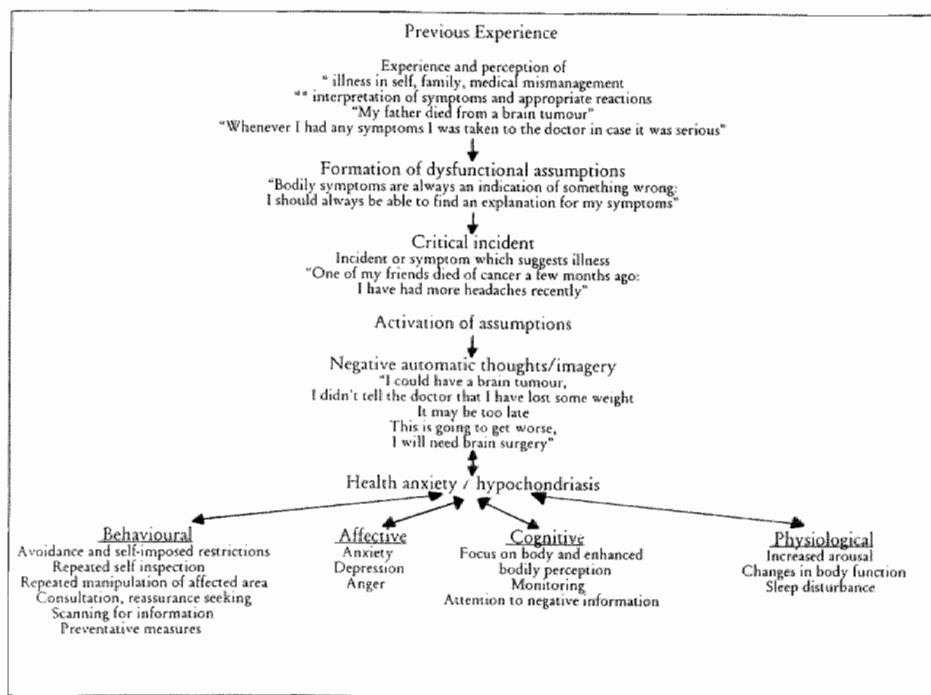 Previous Experience
Experience and perception of
* illness in self, family, medical mismanagement
** interpretation of symptoms and appropriate reactions
"My father died from a brain tumour"
"Whenever I had any symptoms I was taken to the doctor in case it was serious"
Formation of dysfunctional assumptions
"Bodily symptoms are always an indication of something wrong:
I should always be able to find an explanation for my symptoms"
Critical incident
Incident or symptom which suggests illness
"One of my friends died of cancer a few months ago:
I have had more headaches recently"
Activation of assumptions
Negative automatic thoughts/imagery
"I could have a brain tumour,
I didn't tell the doctor that I have lost some weight
It may be too late
This is going to get worse,
I will need brain surgery"
Health anxiety / hypochondriasis
Behavioural
Avoidance and self-imposed restrictions
Repeated self inspection
Repeated manipulation of affected area
Consultation, reassurance seeking
Scanning for information
Preventative measures
Affective
Anxiety
Depression
Anger
Cognitive
Focus on body and enhanced
bodily perception
Monitoring
Attention to negative information
Physiological
Increased arousal
Changes in body function
Sleep disturbance